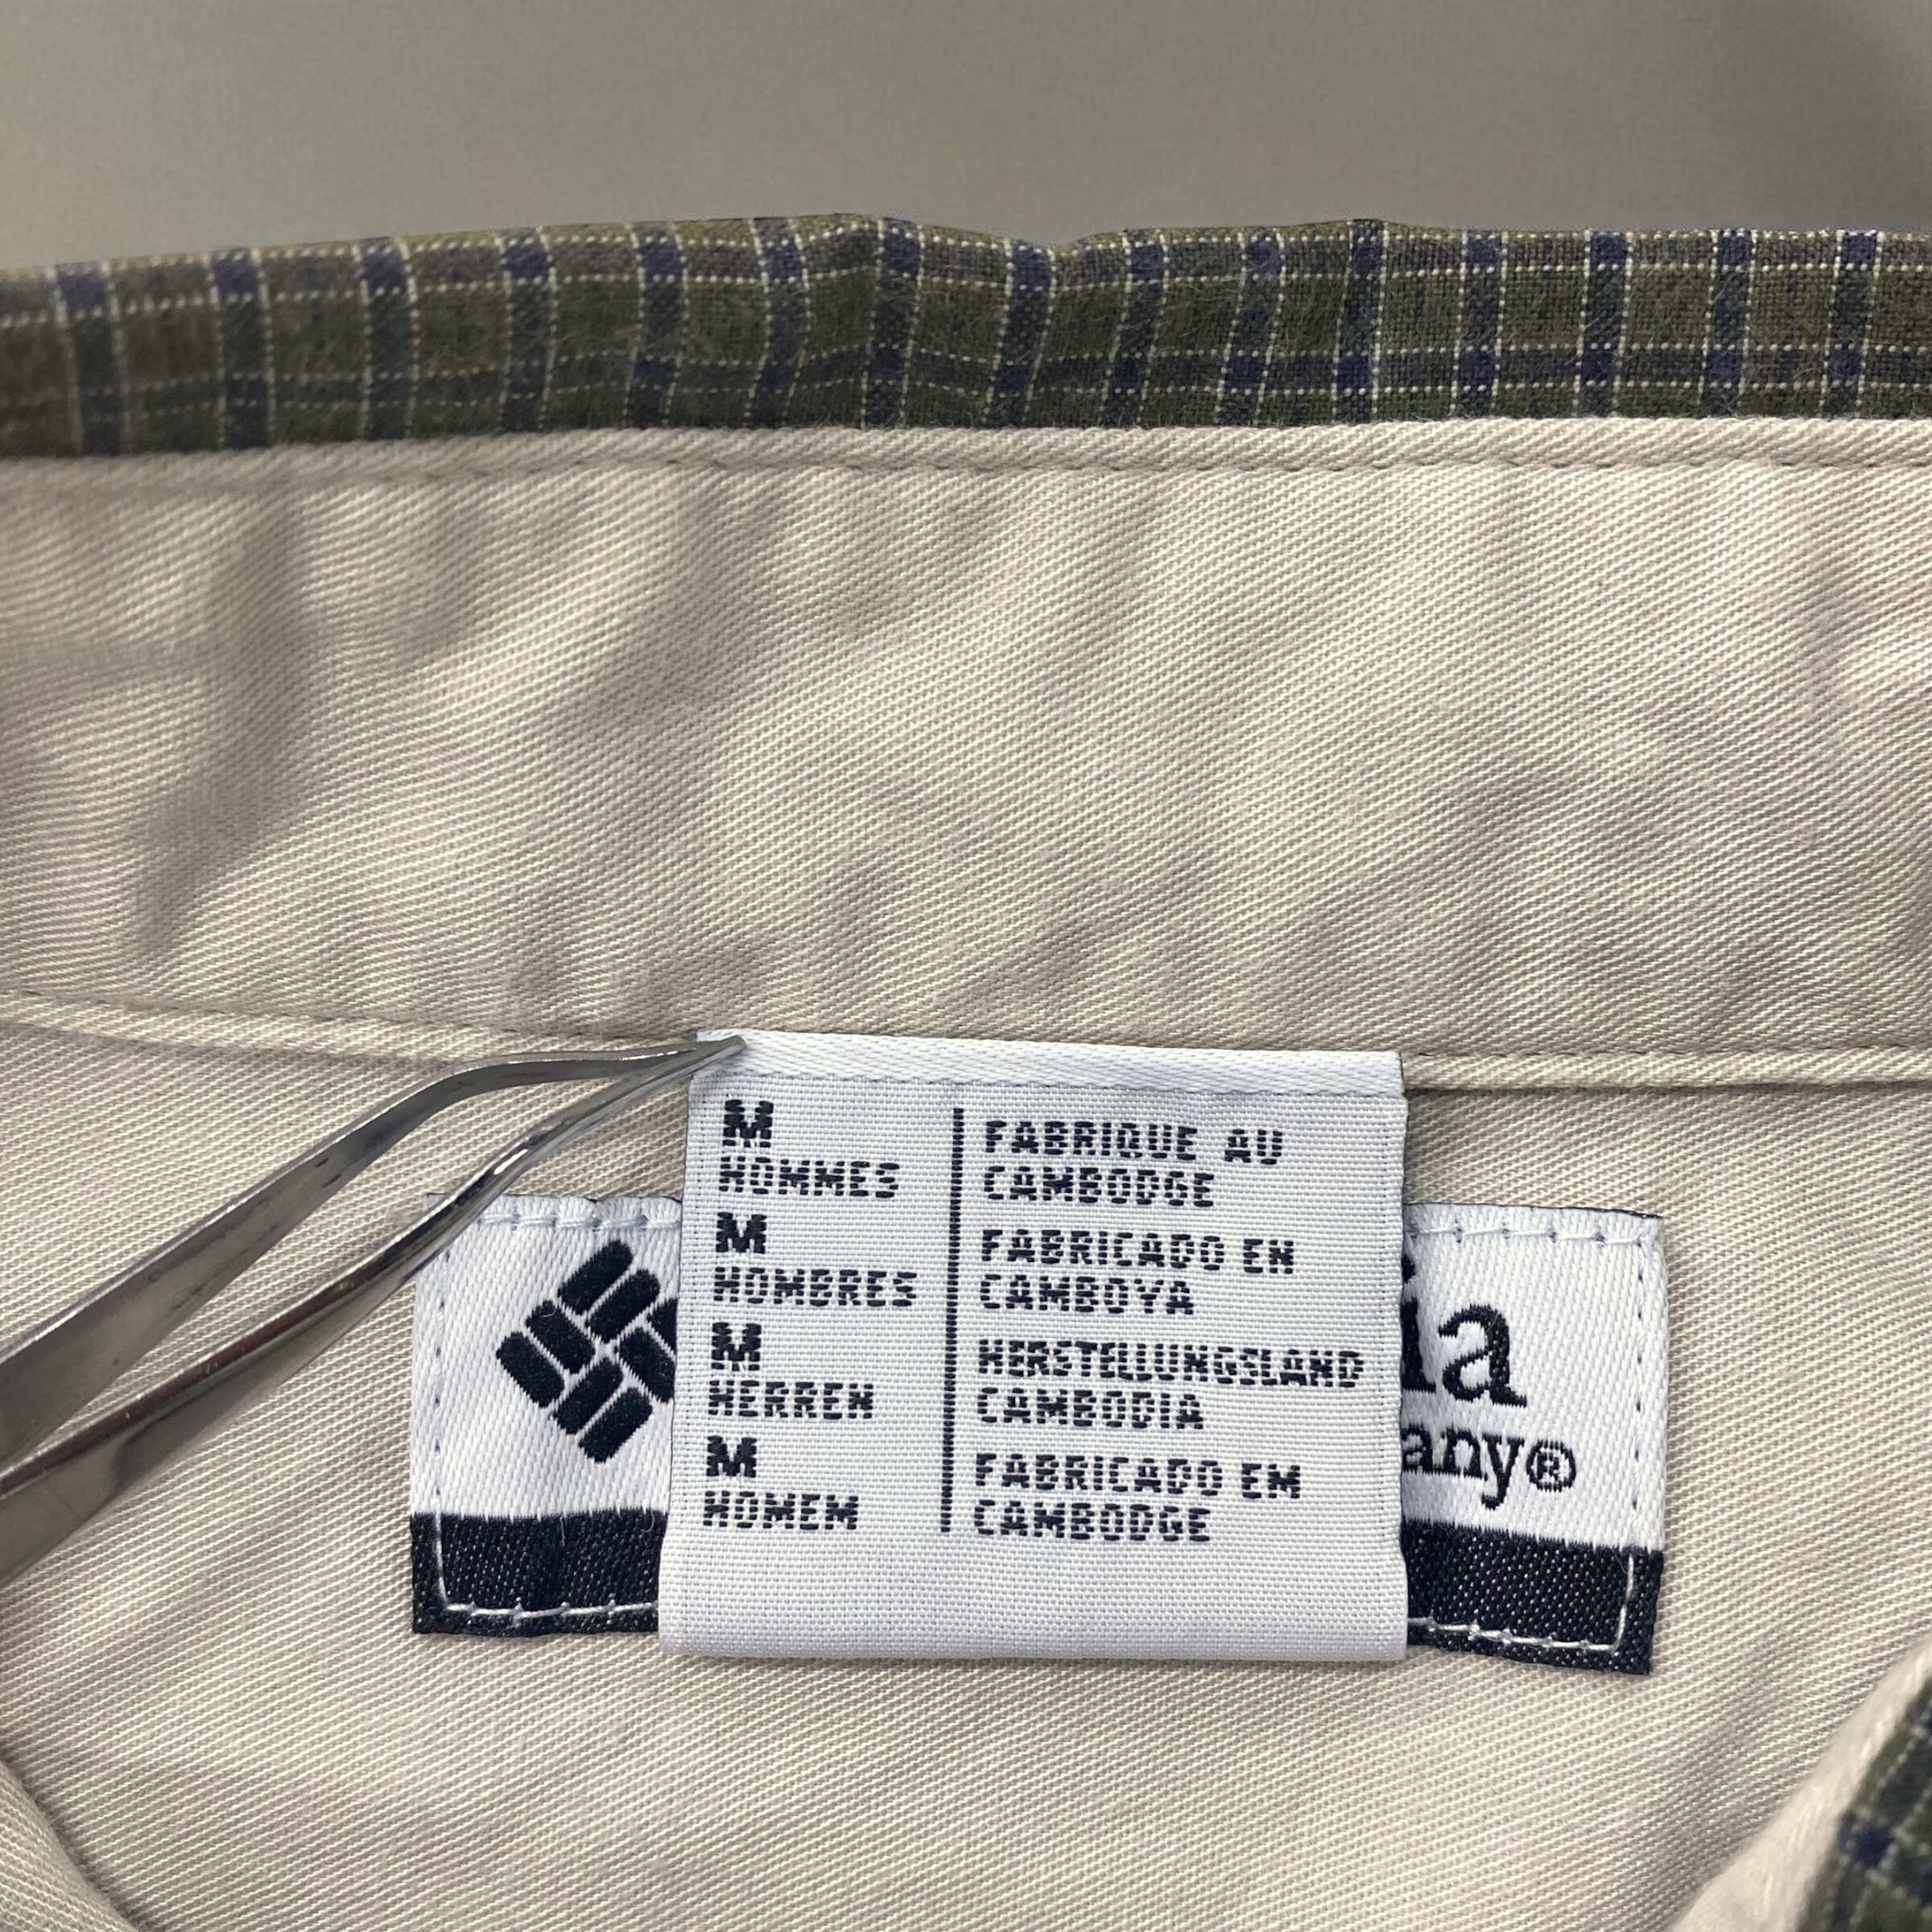 M
HOMMES
M
HOMBRES
M
HERREN
M
HOMEM
FABRIQUE AU
CAMBODGE
FABRICADO EN
CAMBOYA
HERSTELLUNGSLAND
CAMBODIA
FABRICADO EM
CAMBODGE
ia
any®